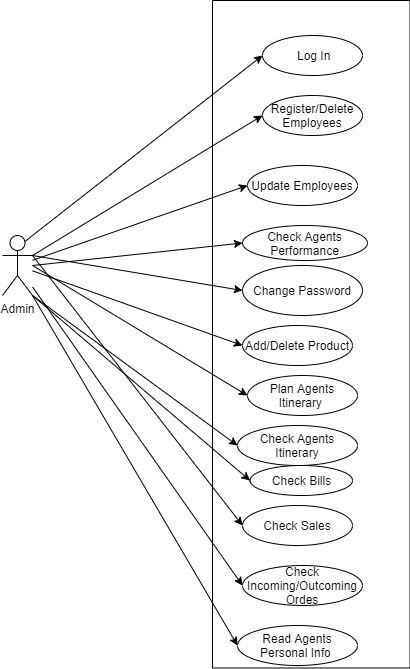 Log In
Register/Delete
Employees
Update Employees
Check Agents
Performance
Change Password
Admin
Add/Delete Product
Plan Agents
Itinerary
Check Agents
Itinerary
Check Bills
Check Sales
Check
Incoming/Outcoming
Ordes
Read Agents
Personal Info